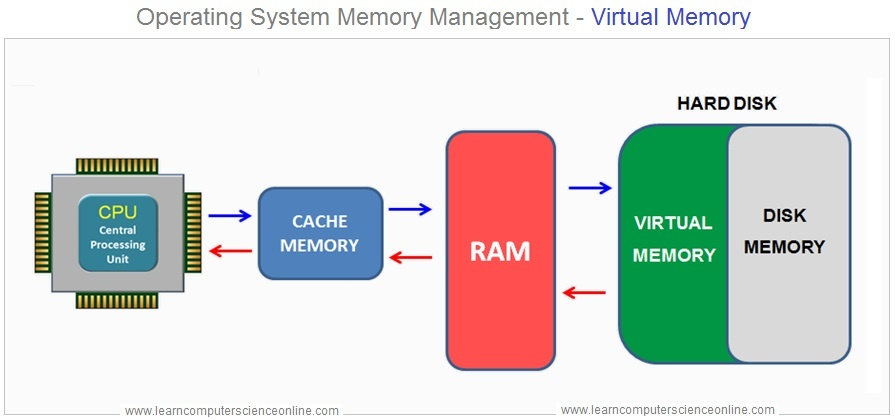 Operating System Memory Management - Virtual Memory
HARD DISK
CPU
Central
Processing
Unit
CACHE
MEMORY
RAM
VIRTUAL
MEMORY
DISK
MEMORY
www.learncomputerscienceonline.com
www.learncomputerscienceonline.com